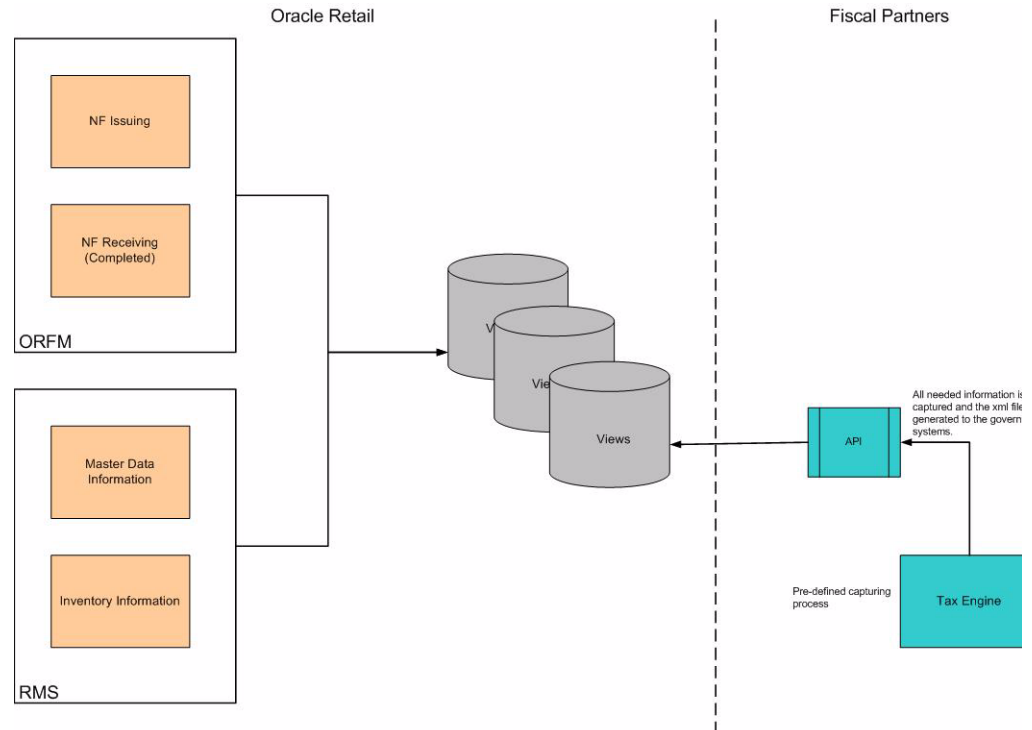 Oracle Retail
Fiscal Partners
NF Issuing
NF Receiving
(Completed)
ORFM
Views
Master Data
Information
Inventory Information
RMS
All needed information is
captured and the xml file
generated to the govern
systems.
API
Pre-defined capturing
process
Tax Engine